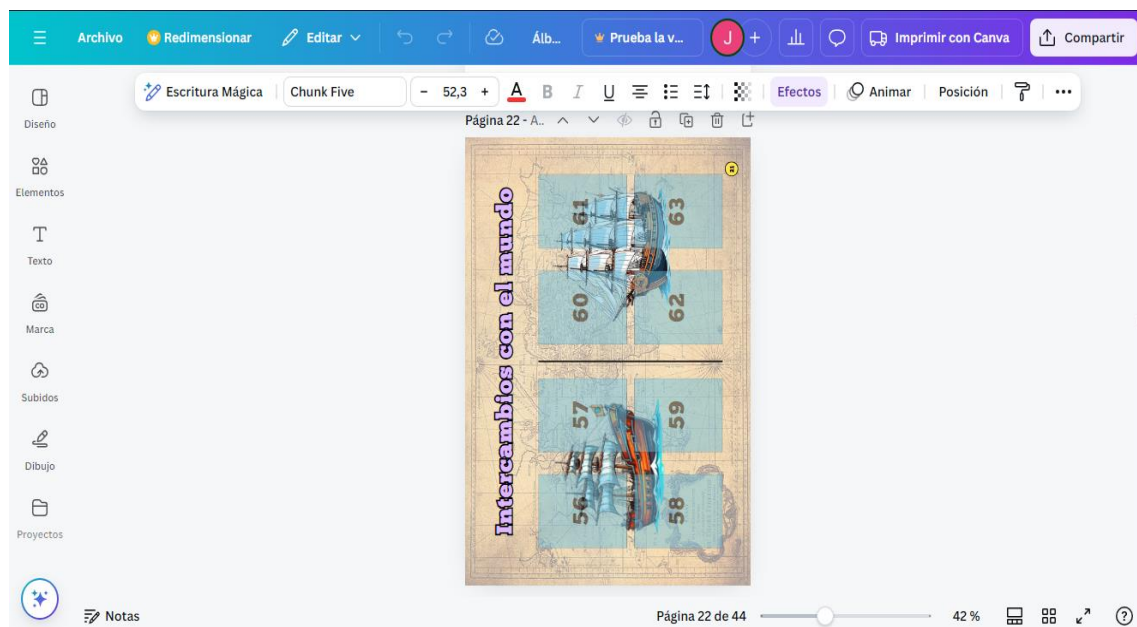 Archivo
Redimensionar
Editar
Álb...
Prueba la v...
J
+
Imprimir con Canva
Compartir
Escritura Mágica
Chunk Five
- 52,3 +
A B I U
Efectos
Animar
Posición
...
Diseño
Elementos
Texto
Marca
Subidos
Dibujo
Proyectos
Página 22 - A..
Intercambios con el mundo
56 57 60 61
58 59 62 63
Notas
Página 22 de 44
42 %
?